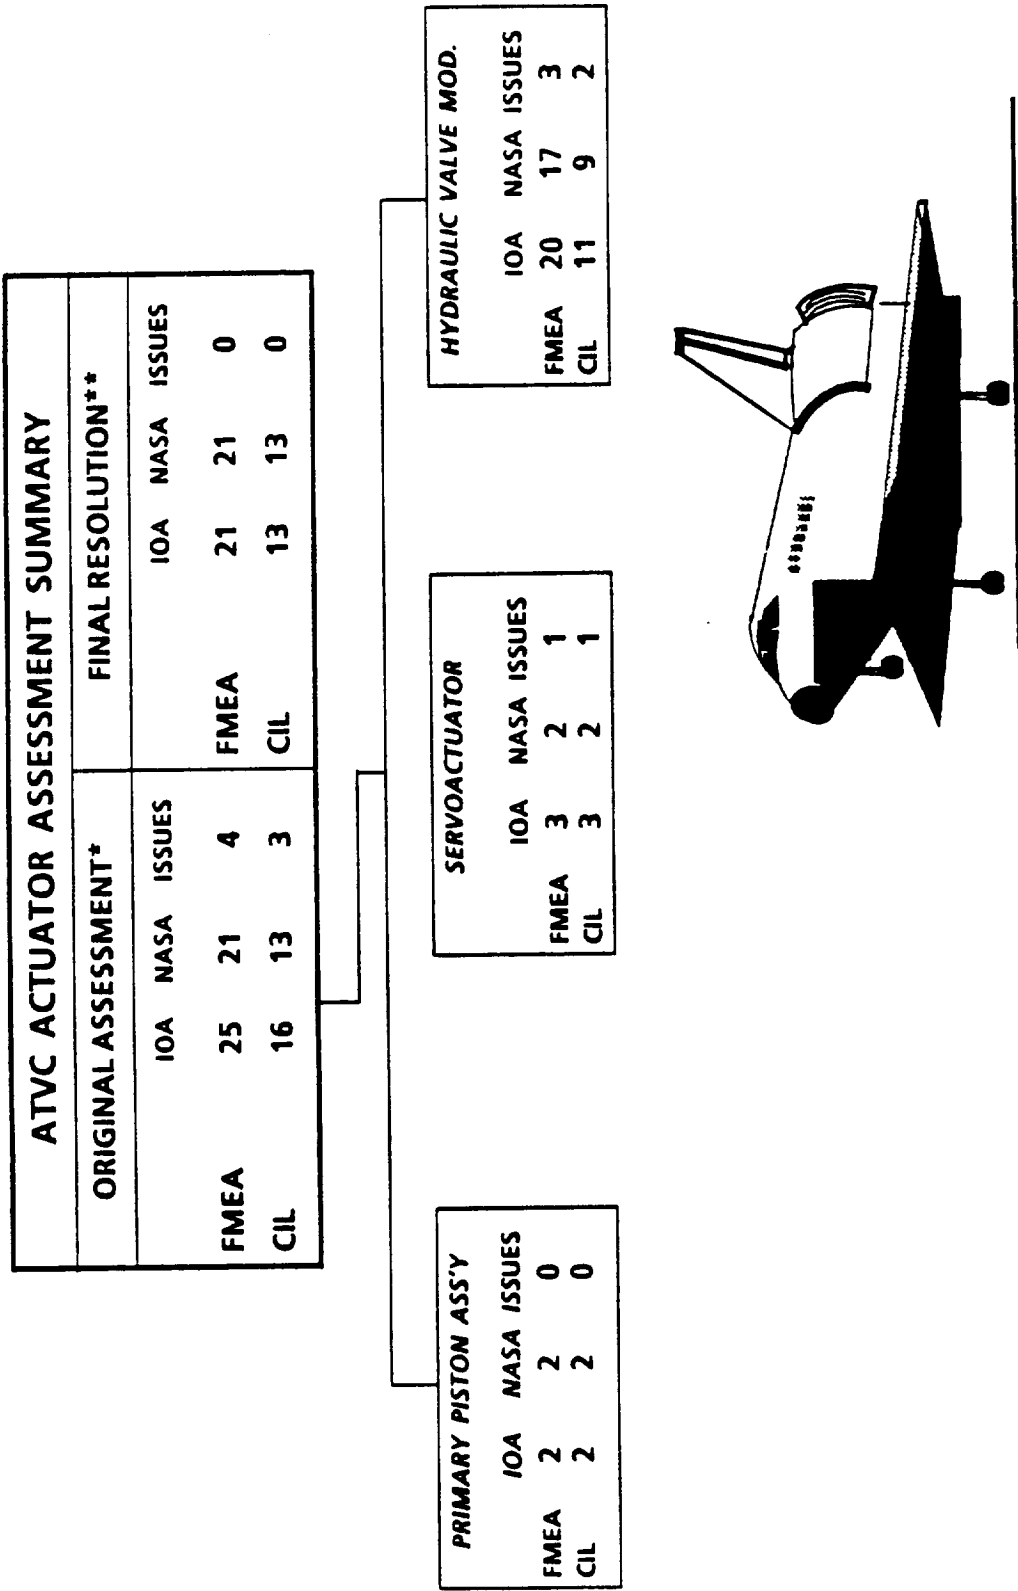 ATVC ACTUATOR ASSESSMENT SUMMARY
ORIGINAL ASSESSMENT* FINAL RESOLUTION**
IOA NASA ISSUES IOA NASA ISSUES
FMEA 25 21 4 FMEA 21 21 0
CIL 16 13 3 CIL 13 13 0
PRIMARY PISTON ASS'Y
IOA NASA ISSUES
FMEA 2 2 0
CIL 2 2 0
SERVOACTUATOR
IOA NASA ISSUES
FMEA 3 2 1
CIL 3 2 1
HYDRAULIC VALVE MOD.
IOA NASA ISSUES
FMEA 20 17 3
CIL 11 9 2